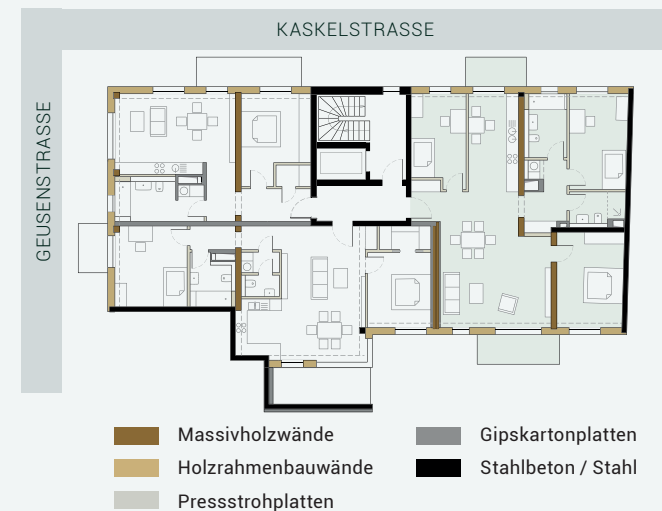 KASKELSTRASSE
GEUSENSTRASSE
Massivholzwände
Holzrahmenbauwände
Pressstrohplatten
Gipskartonplatten
Stahlbeton / Stahl